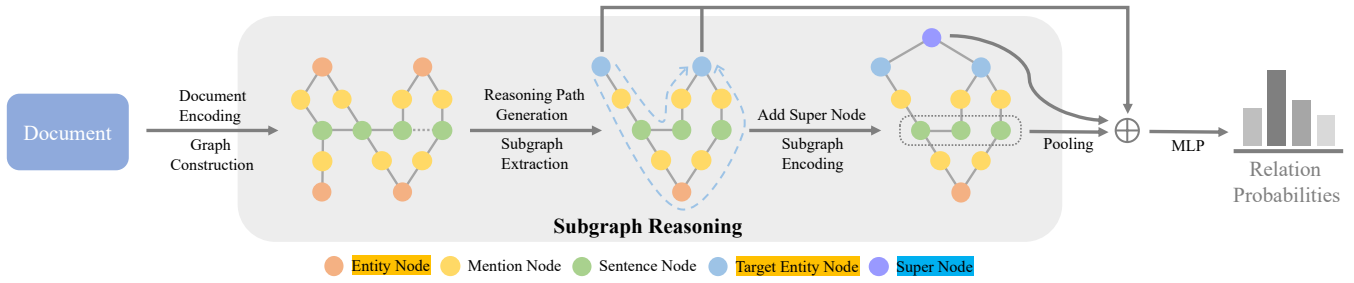 Document
Document
Encoding
Graph
Construction
Reasoning Path
Generation
Subgraph
Extraction
Add Super Node
Subgraph
Encoding
Pooling
MLP
Relation
Probabilities
Subgraph Reasoning
Entity Node
Mention Node
Sentence Node
Target Entity Node
Super Node